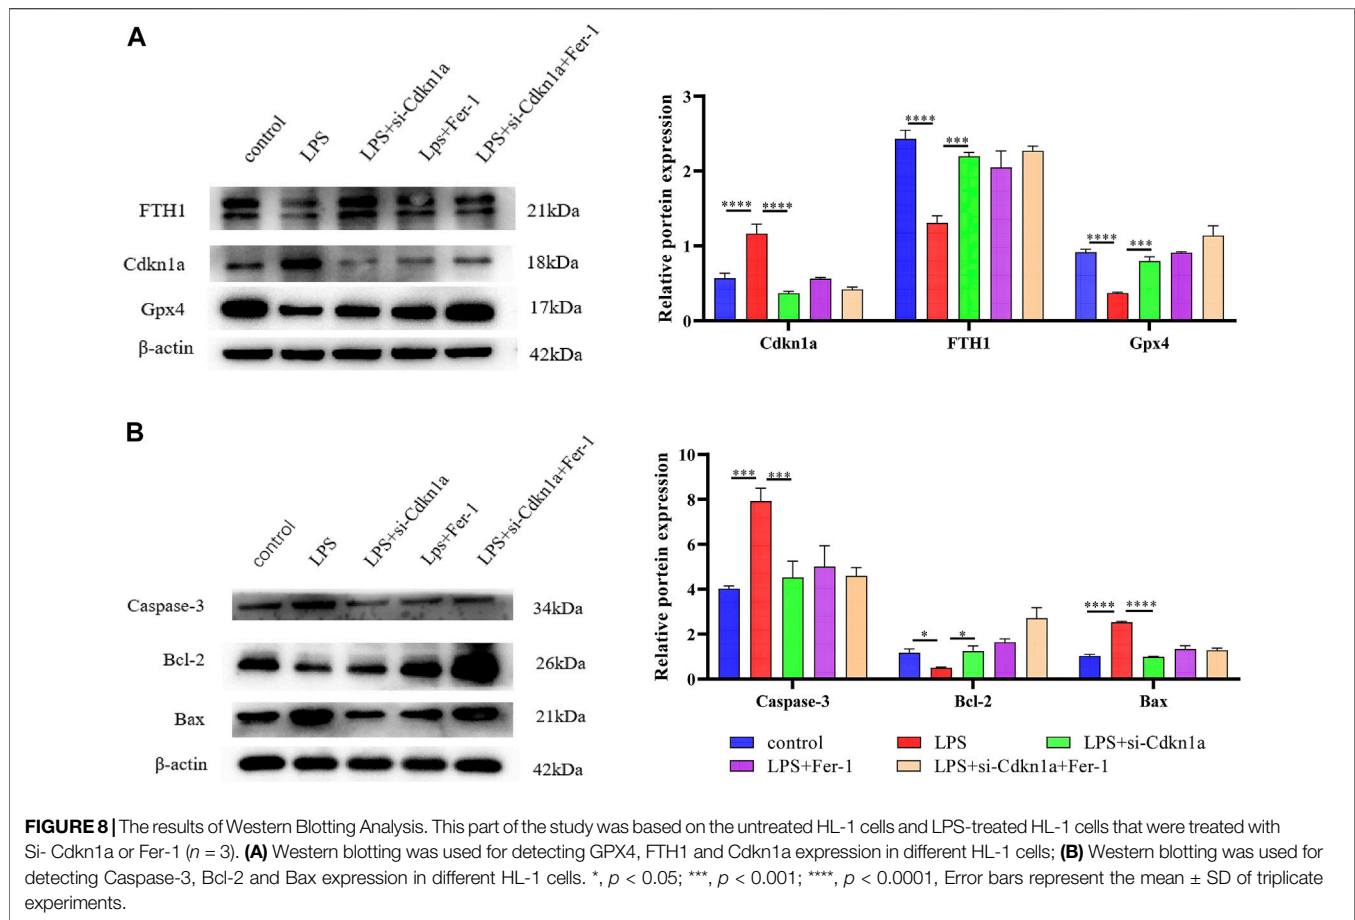 A
control
LPS
LPS+si-Cdkn1a
Lps+Fer-1
LPS+si-Cdkn1a+Fer-1
FTH1
21kDa
Cdkn1a
18kDa
Gpx4
17kDa
β-actin
42kDa
Relative portein expression
3
2
1
0
**** ****
**** ***
**** ***
Cdkn1a FTH1 Gpx4
B
control
LPS
LPS+si-Cdkn1a
Lps+Fer-1
LPS+si-Cdkn1a+Fer-1
Caspase-3
34kDa
Bcl-2
26kDa
Bax
21kDa
β-actin
42kDa
Relative portein expression
10
8
6
4
2
0
*** ***
* *
**** ****
Caspase-3 Bcl-2 Bax
control LPS LPS+si-Cdkn1a
LPS+Fer-1 LPS+si-Cdkn1a+Fer-1
FIGURE 8 | The results of Western Blotting Analysis. This part of the study was based on the untreated HL-1 cells and LPS-treated HL-1 cells that were treated with
Si- Cdkn1a or Fer-1 (n = 3). (A) Western blotting was used for detecting GPX4, FTH1 and Cdkn1a expression in different HL-1 cells; (B) Western blotting was used for
detecting Caspase-3, Bcl-2 and Bax expression in different HL-1 cells. *, p < 0.05; ***, p < 0.001; ****, p < 0.0001, Error bars represent the mean ± SD of triplicate
experiments.